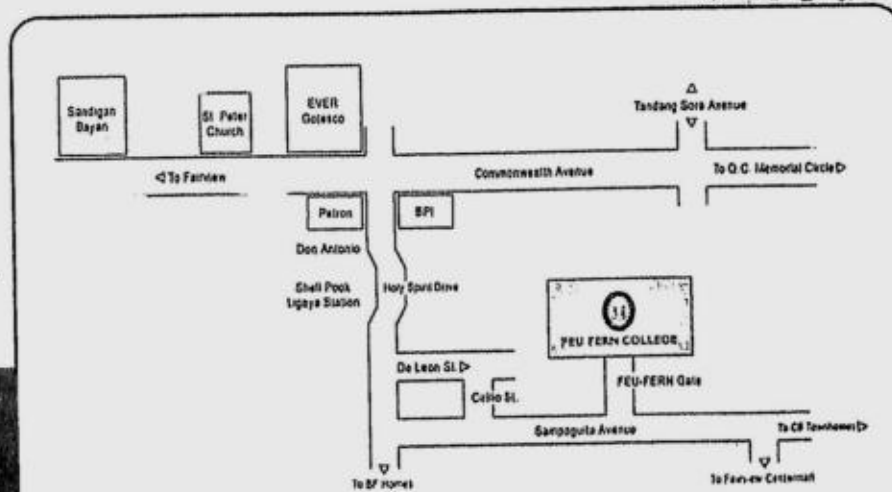 Sandigan
Bayan
St. Peter
Church
EVER
Gotesco
Tandang Sora Avenue
To Fairview
Commonwealth Avenue
To Q.C. Memorial Circle
Petron
BPI
Don Antonio
Shell Pook
Ligaya Station
Holy Spirit Drive
FEU FERN COLLEGE
De Leon St.
FEU-FERN Gate
Celio St.
Sampaguita Avenue
To CB Townhomes
To BF Homes
To Fairview Centermall